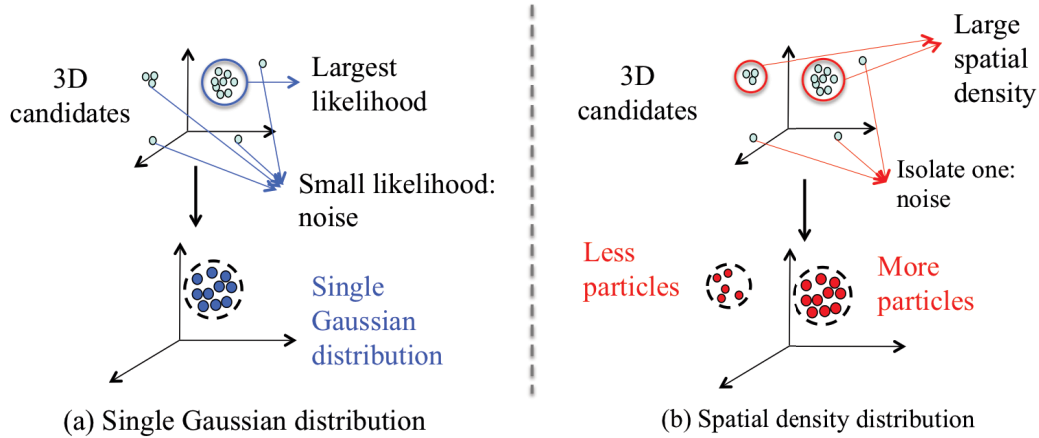 3D
candidates
Largest
likelihood
Small likelihood:
noise
Single
Gaussian
distribution
(a) Single Gaussian distribution
3D
candidates
Large
spatial
density
Isolate one:
noise
Less
particles
More
particles
(b) Spatial density distribution